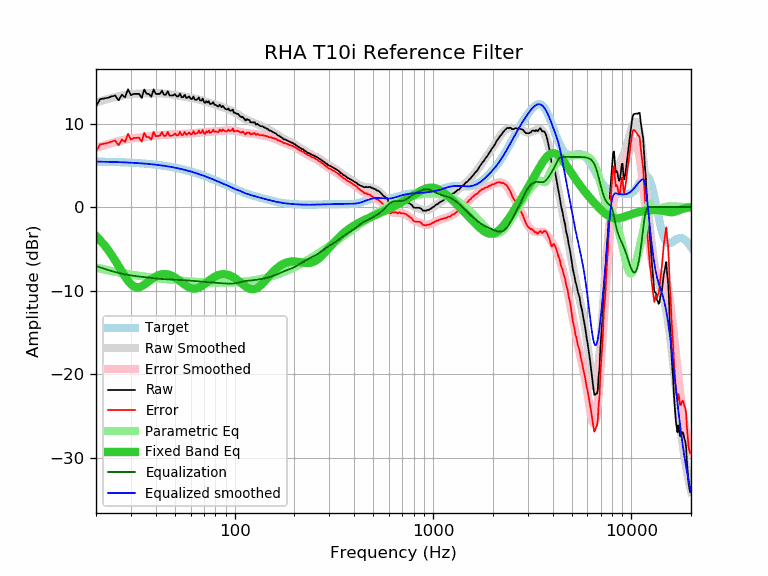 RHA T10i Reference Filter
Amplitude (dBr)
10
0
−10
−20
−30
Target
Raw Smoothed
Error Smoothed
Raw
Error
Parametric Eq
Fixed Band Eq
Equalization
Equalized smoothed
100
1000
10000
Frequency (Hz)